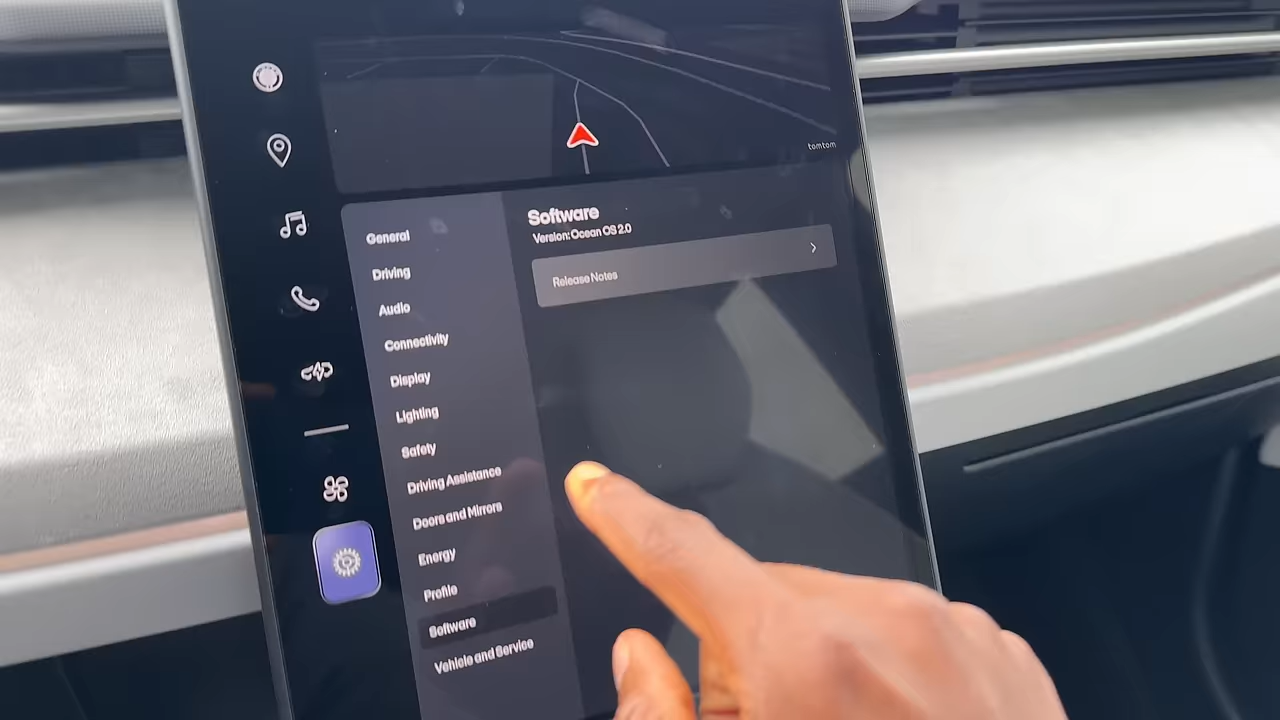 tomtom
General
Driving
Audio
Connectivity
Display
Lighting
Safety
Driving Assistance
Doors and Mirrors
Energy
Profile
Software
Vehicle and Service
Software
Version: Ocean OS 2.0
Release Notes